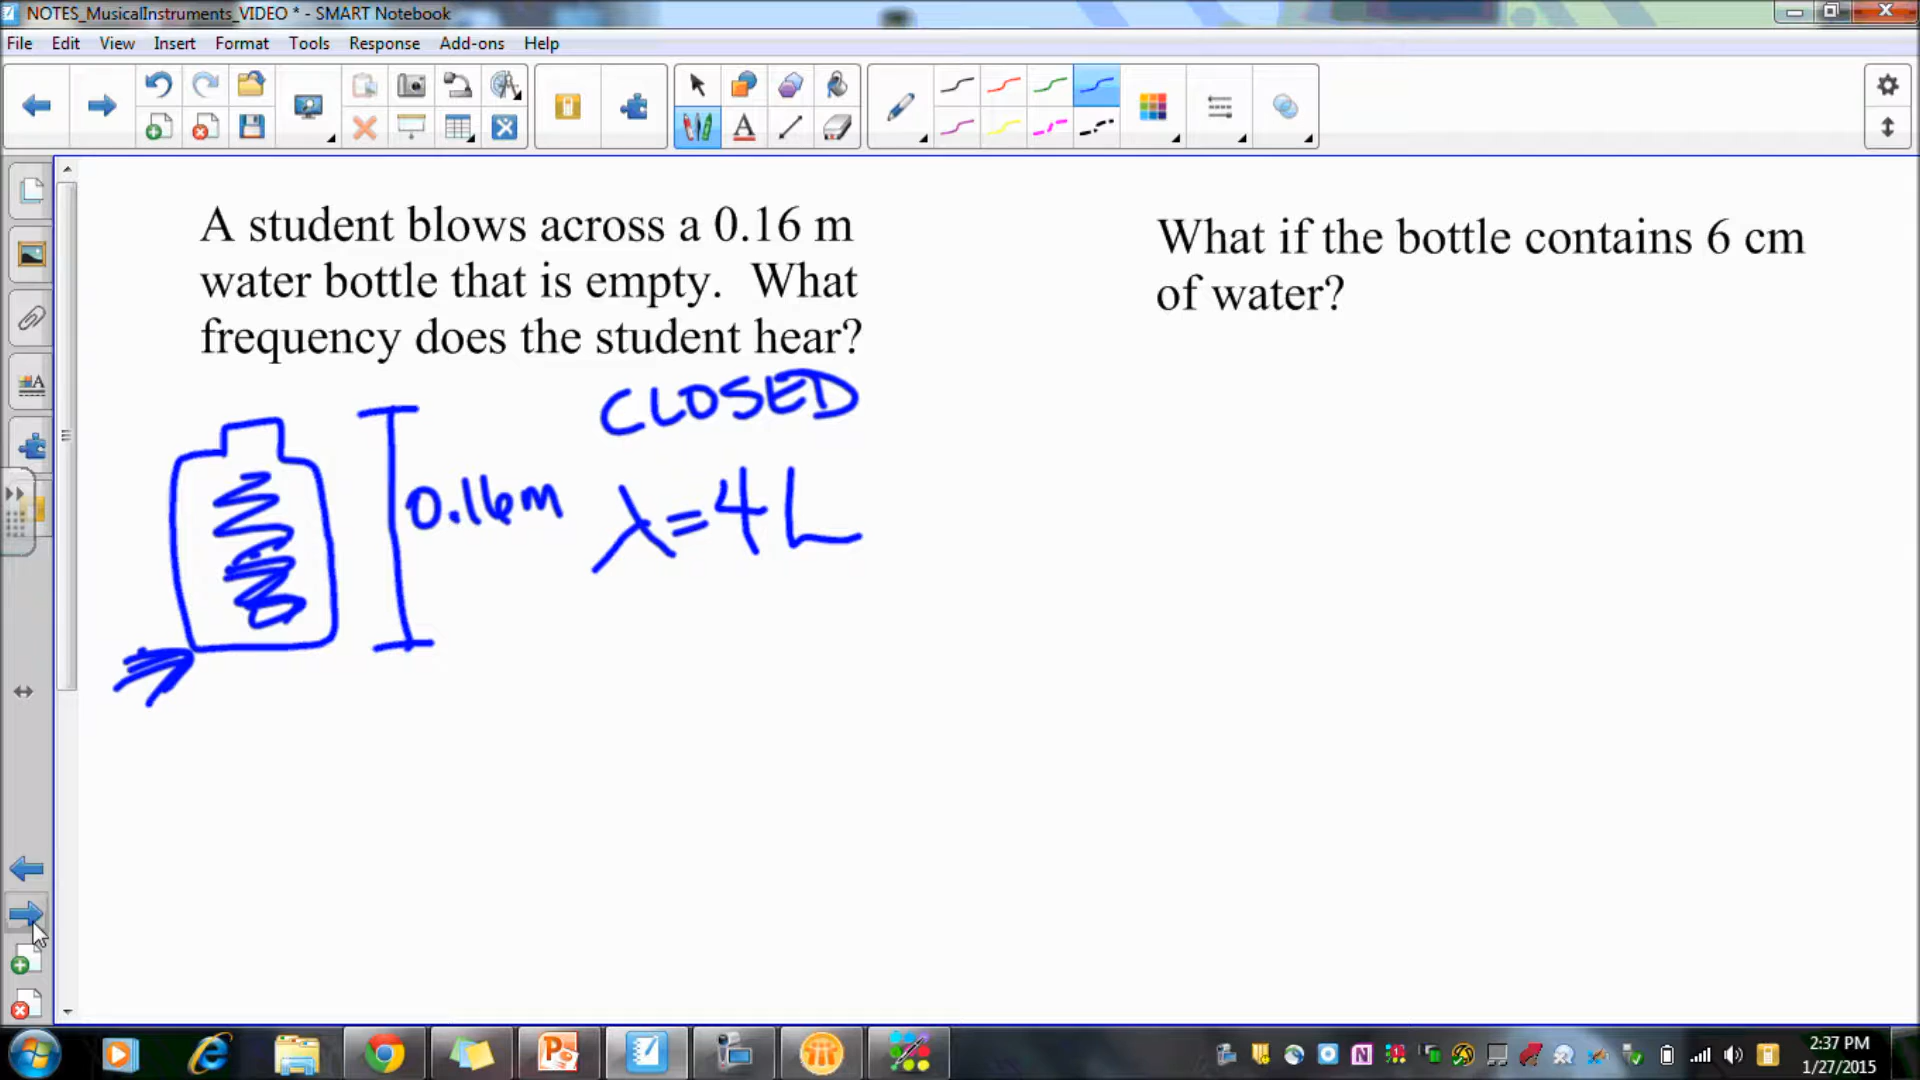 NOTES_MusicalInstruments_VIDEO * - SMART Notebook
File Edit View Insert Format Tools Response Add-ons Help
A student blows across a 0.16 m
water bottle that is empty. What
frequency does the student hear?
CLOSED
0.16m
λ=4L
What if the bottle contains 6 cm
of water?
2:37 PM
1/27/2015